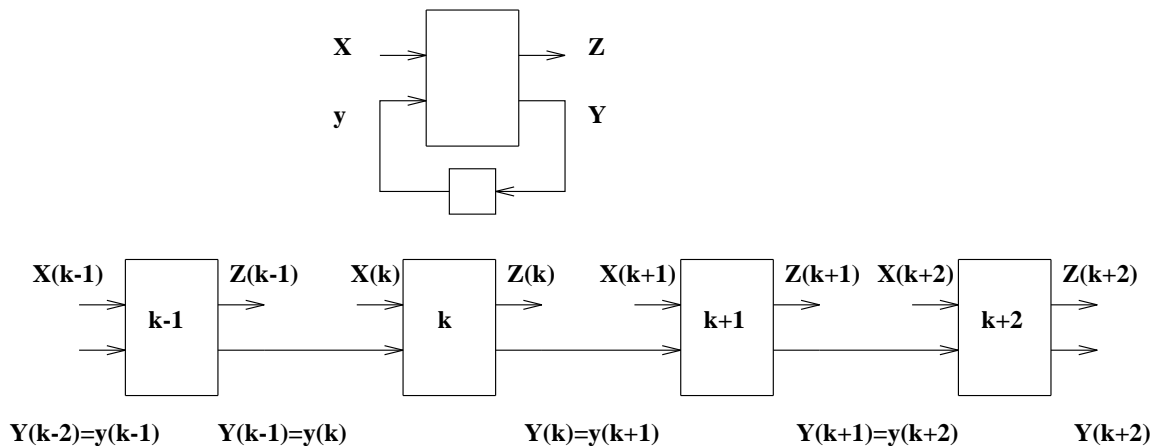 X Z
y Y
X(k-1) Z(k-1) X(k) Z(k) X(k+1) Z(k+1) X(k+2) Z(k+2)
k-1 k k+1 k+2
Y(k-2)=y(k-1) Y(k-1)=y(k) Y(k)=y(k+1) Y(k+1)=y(k+2) Y(k+2)